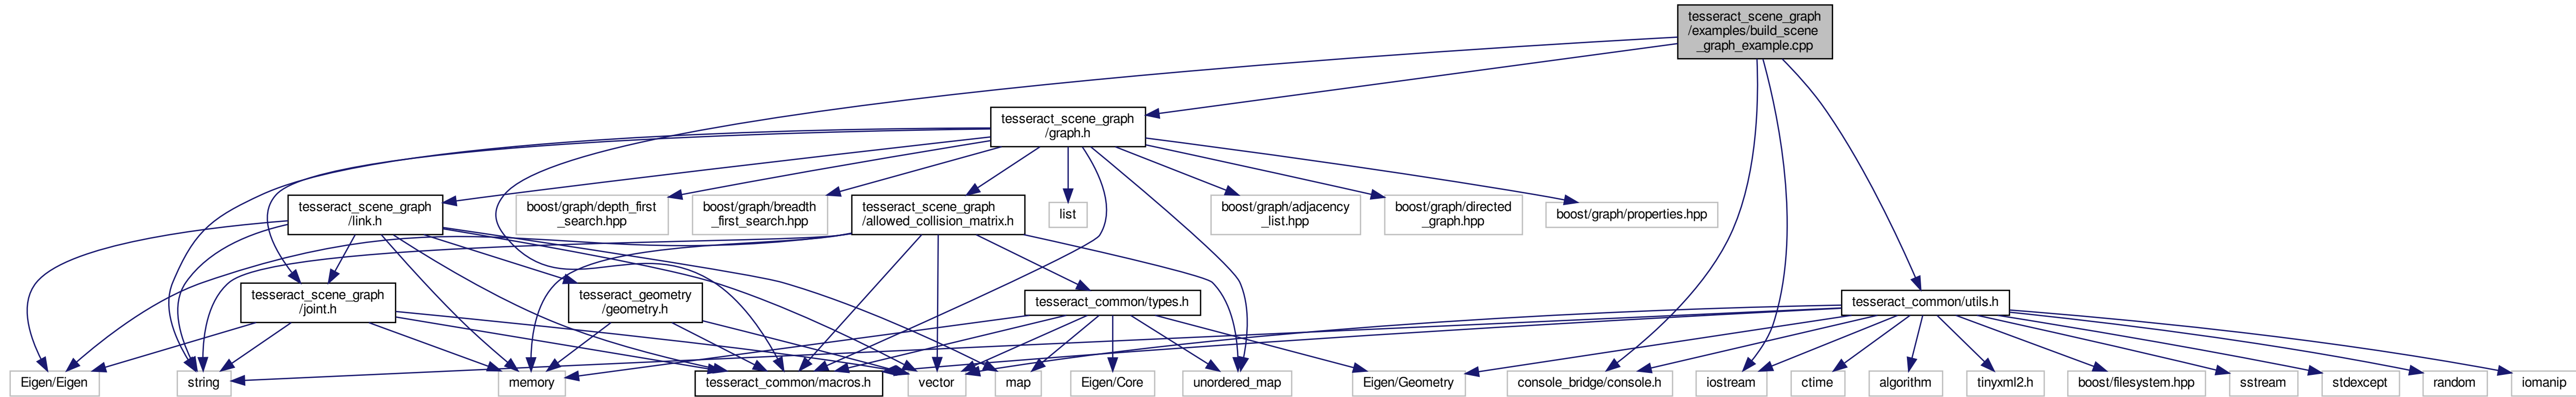 tesseract_scene_graph
/examples/build_scene
_graph_example.cpp
tesseract_scene_graph
/graph.h
tesseract_scene_graph
/link.h
boost/graph/depth_first
_search.hpp
boost/graph/breadth
_first_search.hpp
tesseract_scene_graph
/allowed_collision_matrix.h
list
boost/graph/adjacency
_list.hpp
boost/graph/directed
_graph.hpp
boost/graph/properties.hpp
tesseract_scene_graph
/joint.h
tesseract_geometry
/geometry.h
tesseract_common/types.h
tesseract_common/utils.h
Eigen/Eigen
string
memory
tesseract_common/macros.h
vector
map
Eigen/Core
unordered_map
Eigen/Geometry
console_bridge/console.h
iostream
ctime
algorithm
tinyxml2.h
boost/filesystem.hpp
sstream
stdexcept
random
iomanip